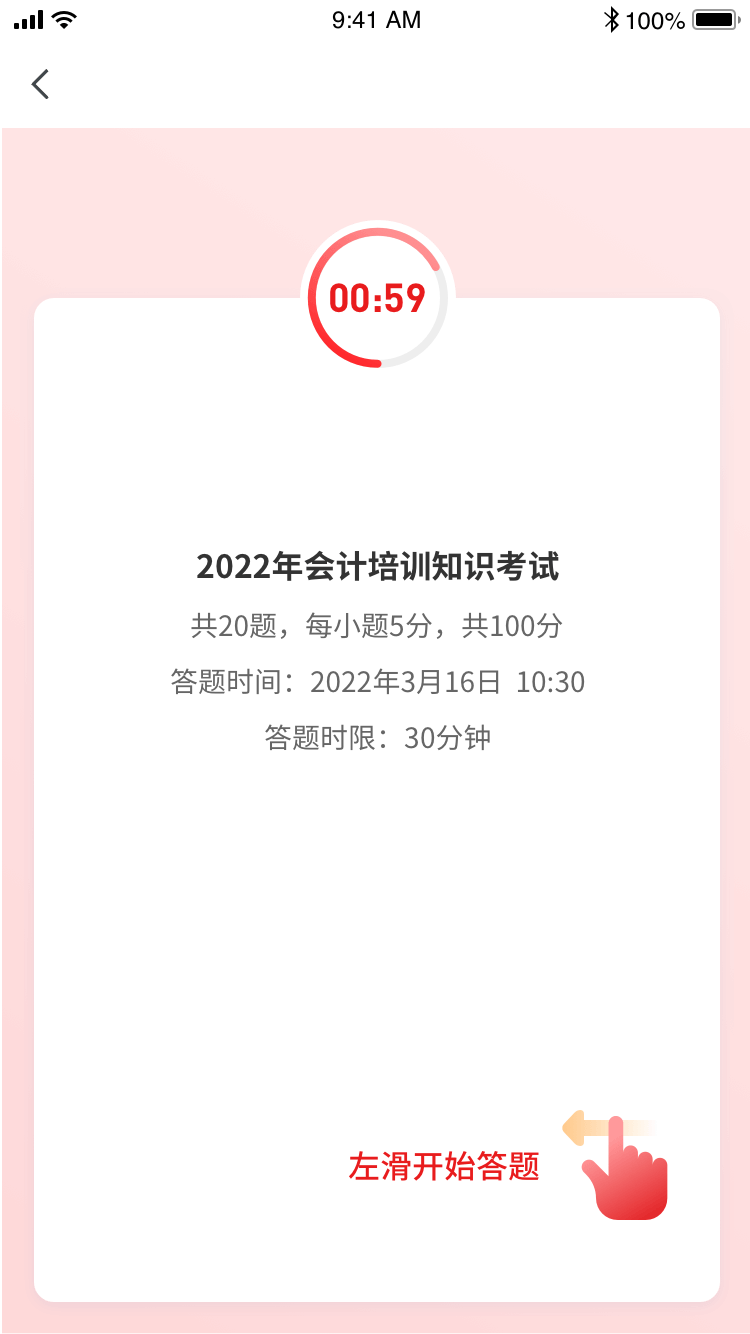 9:41 AM
100%
00:59
2022年会计培训知识考试
共20题，每小题5分，共100分
答题时间：2022年3月16日 10:30
答题时限：30分钟
左滑开始答题